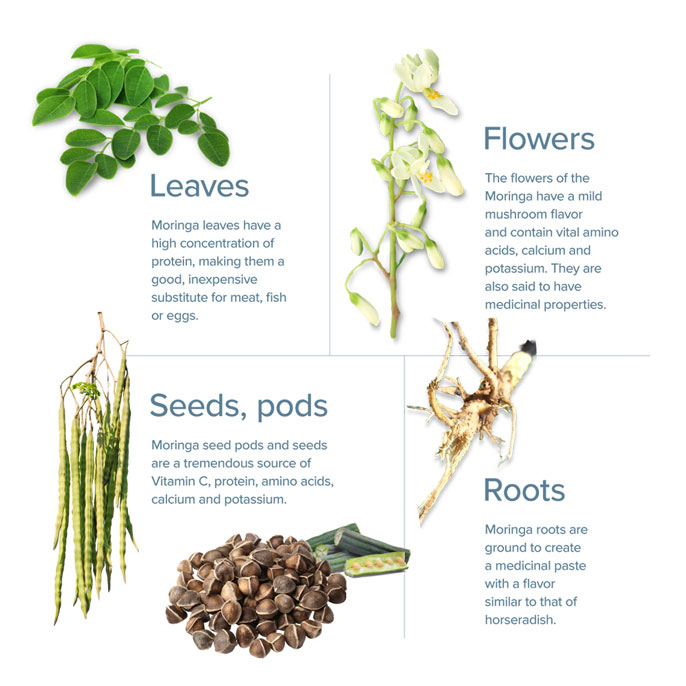 Leaves
Moringa leaves have a
high concentration of
protein, making them a
good, inexpensive
substitute for meat, fish
or eggs.
Flowers
The flowers of the
Moringa have a mild
mushroom flavor
and contain vital amino
acids, calcium and
potassium. They are
also said to have
medicinal properties.
Seeds, pods
Moringa seed pods and seeds
are a tremendous source of
Vitamin C, protein, amino acids,
calcium and potassium.
Roots
Moringa roots are
ground to create
a medicinal paste
with a flavor
similar to that of
horseradish.